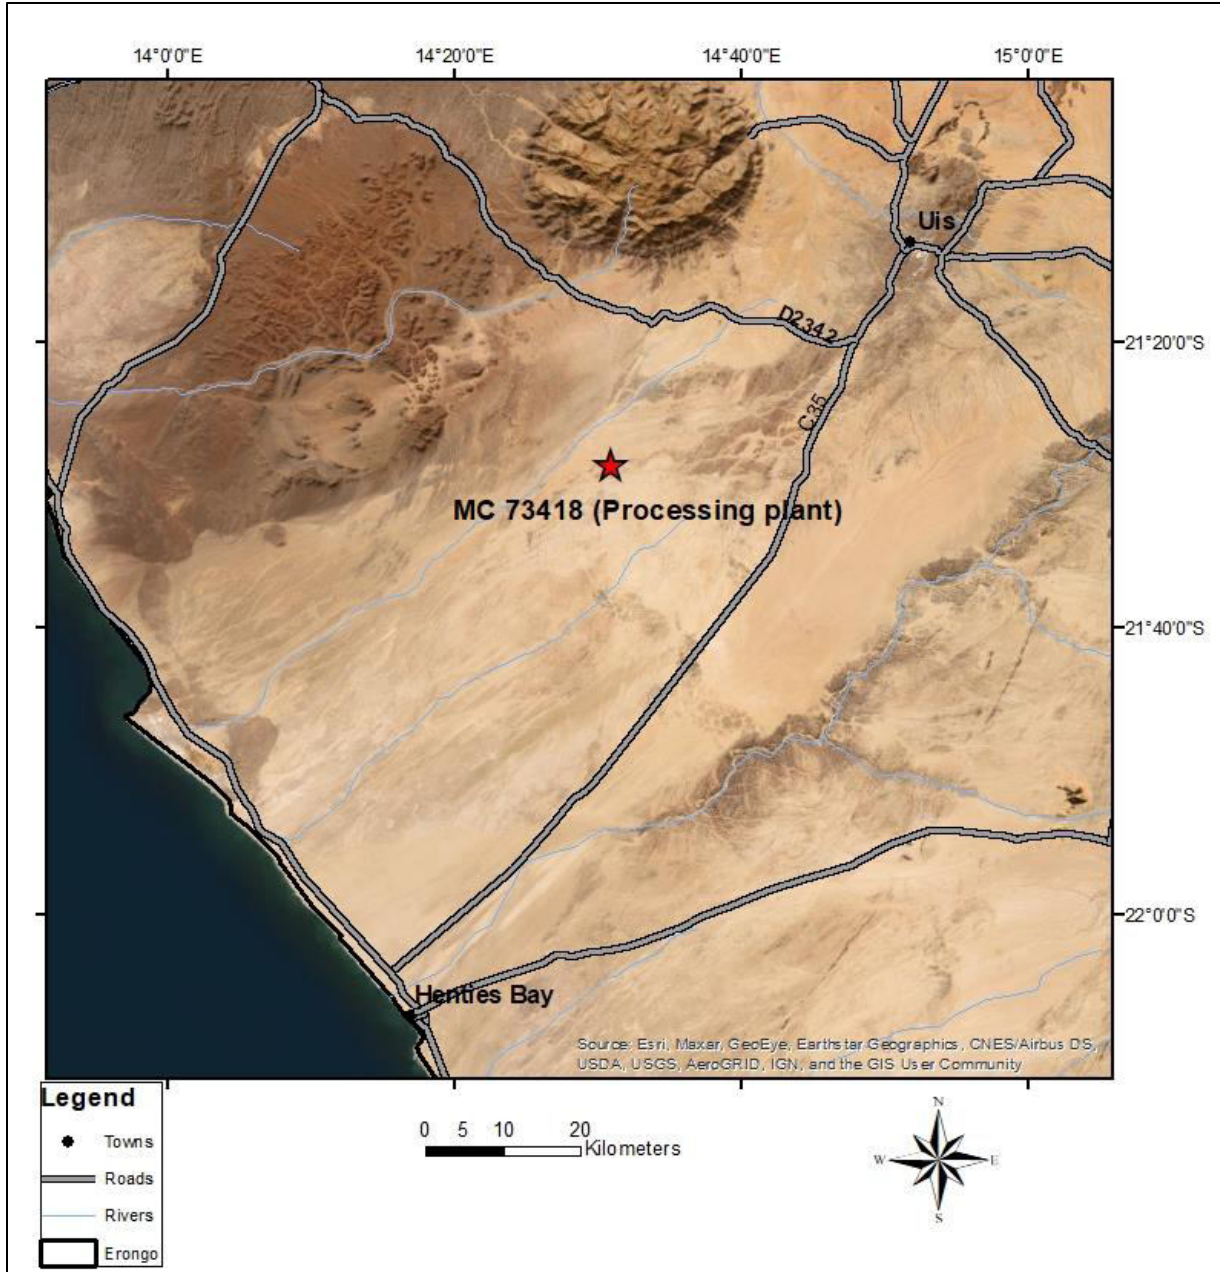 14°0'0"E
14°20'0"E
14°40'0"E
15°0'0"E
Uis
D2342
21°20'0"S
C35
MC 73418 (Processing plant)
21°40'0"S
22°0'0"S
Henties Bay
Source: Esri, Maxar, GeoEye, Earthstar Geographics, CNES/Airbus DS,
USDA, USGS, AeroGRID, IGN, and the GIS User Community
Legend
Towns
Roads
Rivers
Erongo
0 5 10 20
Kilometers
N
W
E
S